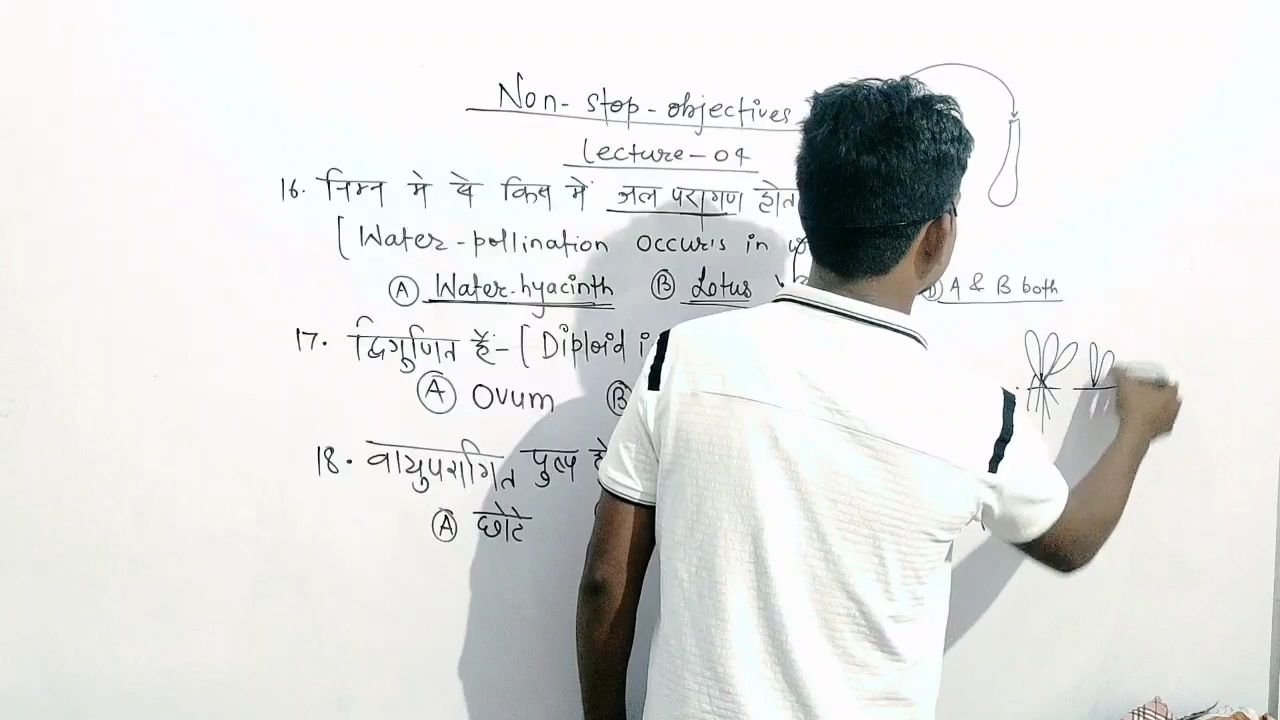 Non-stop-objectives
Lecture-04
16. निम्न मे से किस में जल परागण होत
[Water-pollination occur's in
Ⓐ Water-hyacinth Ⓑ Lotus Ⓓ A & B both
17. द्विगुणित है- [Diploid i
Ⓐ Ovum Ⓑ
18. वायुपरागित पुष्प
Ⓐ छोटे